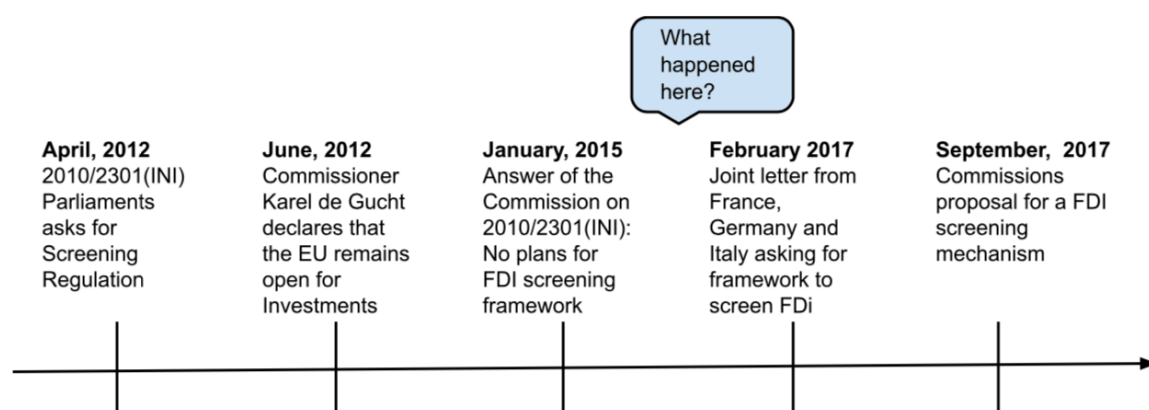 What
happened
here?
April, 2012
2010/2301(INI)
Parliaments
asks for
Screening
Regulation
June, 2012
Commissioner
Karel de Gucht
declares that
the EU remains
open for
Investments
January, 2015
Answer of the
Commission on
2010/2301(INI):
No plans for
FDI screening
framework
February 2017
Joint letter from
France,
Germany and
Italy asking for
framework to
screen FDi
September, 2017
Commissions
proposal for a FDI
screening
mechanism